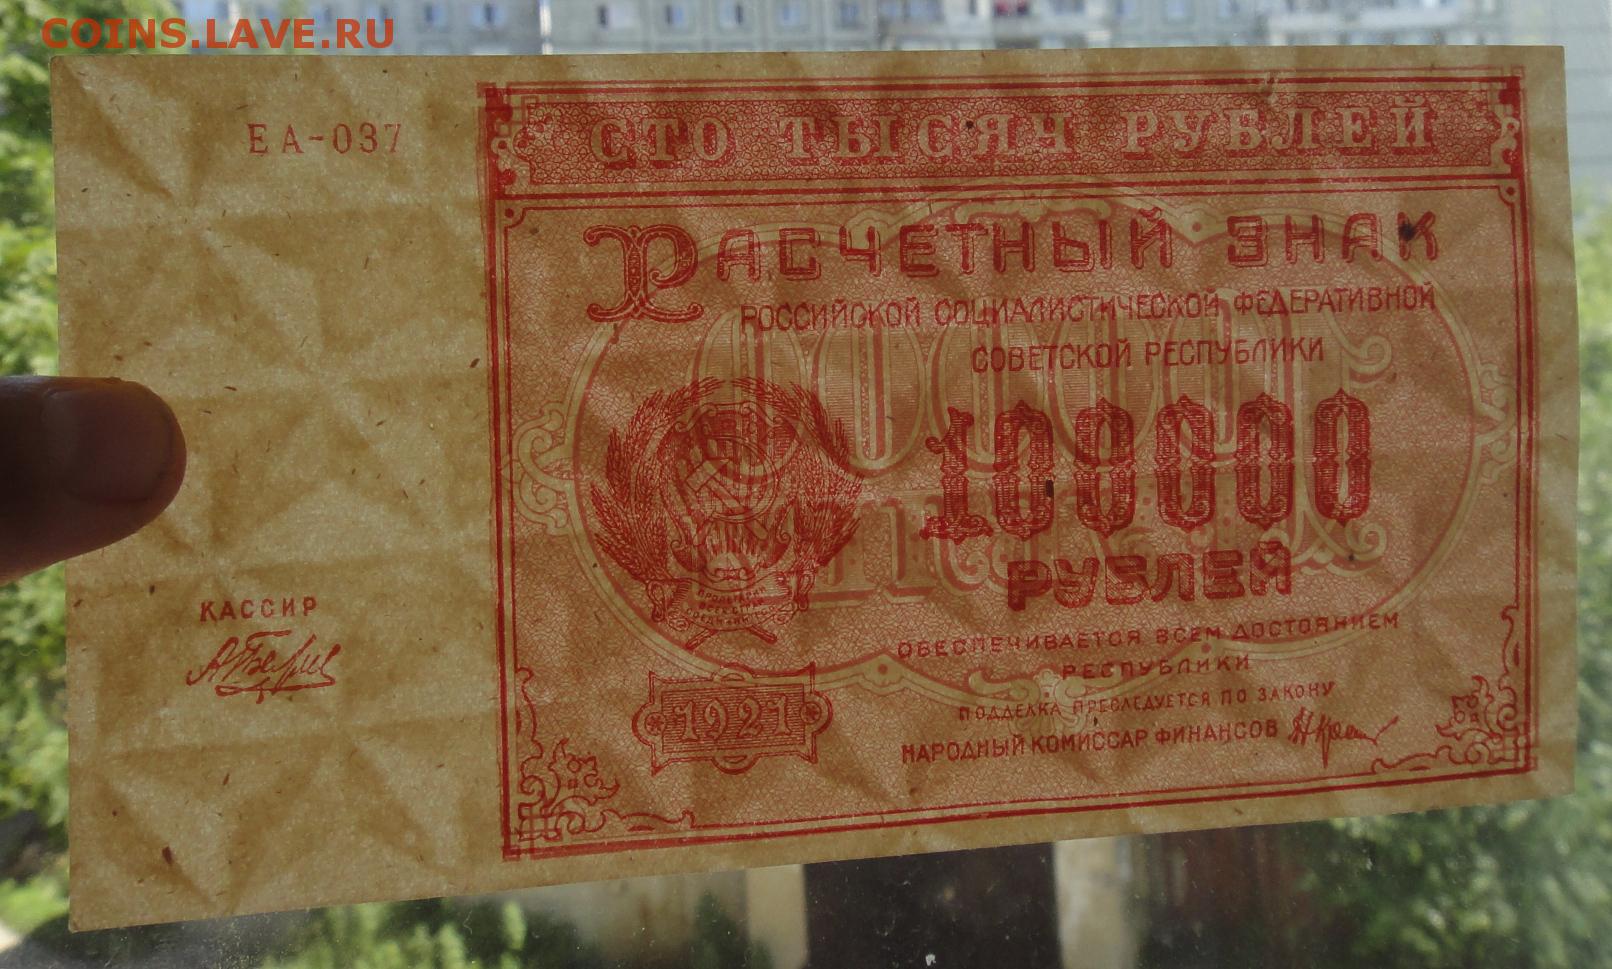 COINS.LAVE.RU
ЕА-037
СТО ТЫСЯЧ РУБЛЕЙ
РАСЧЕТНЫЙ ЗНАК
РОССИЙСКОЙ СОЦИАЛИСТИЧЕСКОЙ ФЕДЕРАТИВНОЙ
СОВЕТСКОЙ РЕСПУБЛИКИ
100000
РУБЛЕЙ
ОБЕСПЕЧИВАЕТСЯ ВСЕМ ДОСТОЯНИЕМ
РЕСПУБЛИКИ
ПОДДЕЛКА ПРЕСЛЕДУЕТСЯ ПО ЗАКОНУ
НАРОДНЫЙ КОМИССАР ФИНАНСОВ
1921
КАССИР